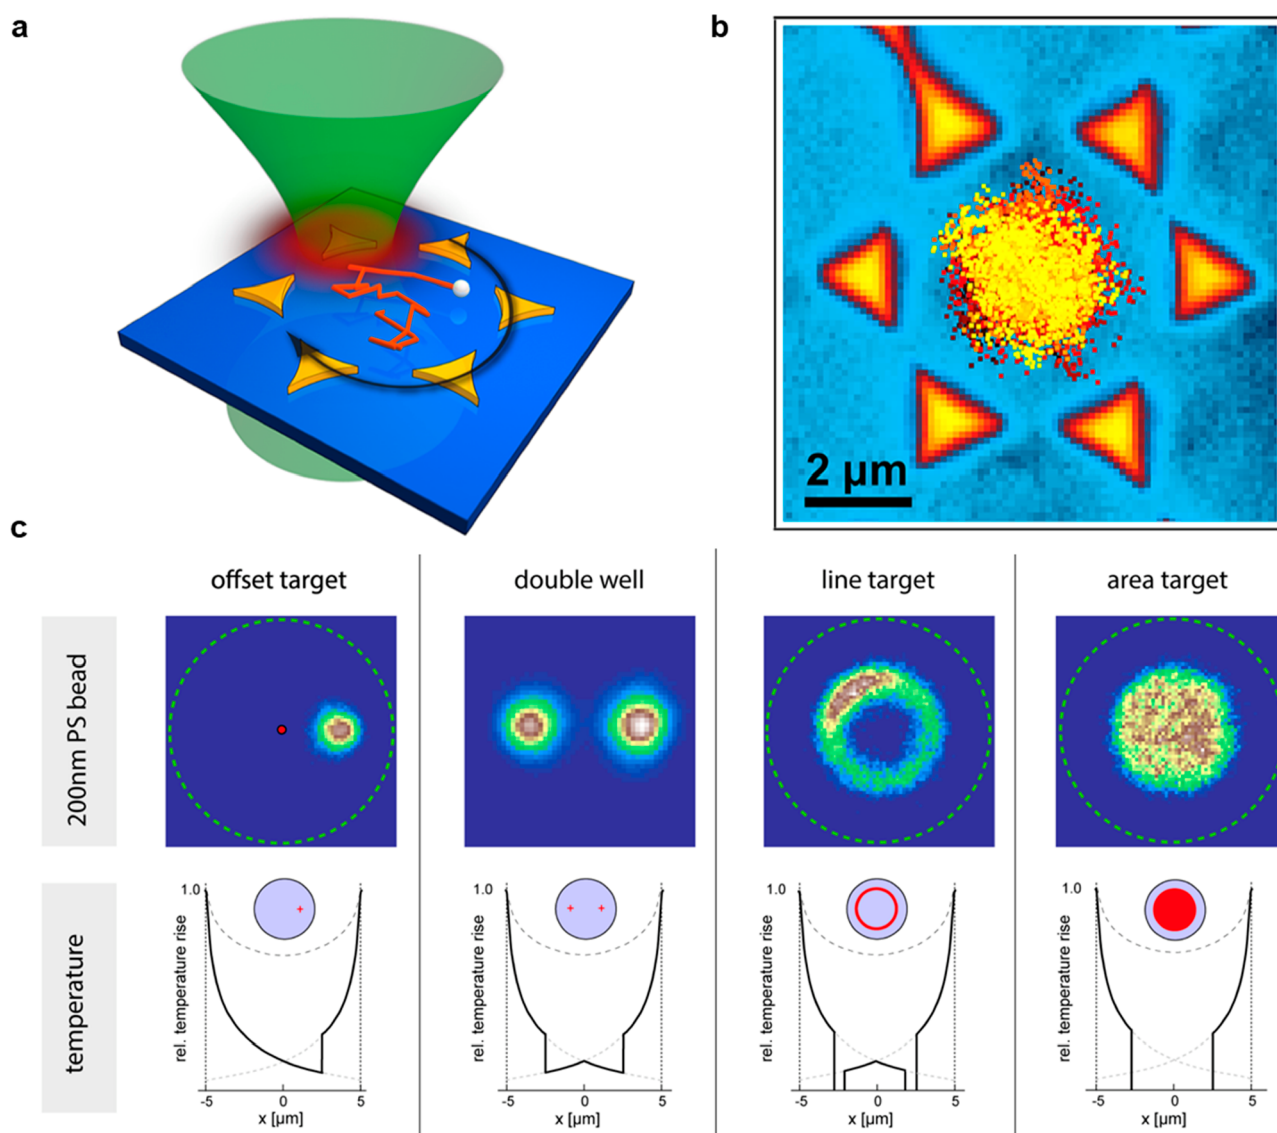 a
b
2 μm
c
offset target
double well
line target
area target
200nm PS bead
temperature
rel. temperature rise
1.0
-5
0
5
x [μm]
rel. temperature rise
1.0
-5
0
5
x [μm]
rel. temperature rise
1.0
-5
0
5
x [μm]
rel. temperature rise
1.0
-5
0
5
x [μm]